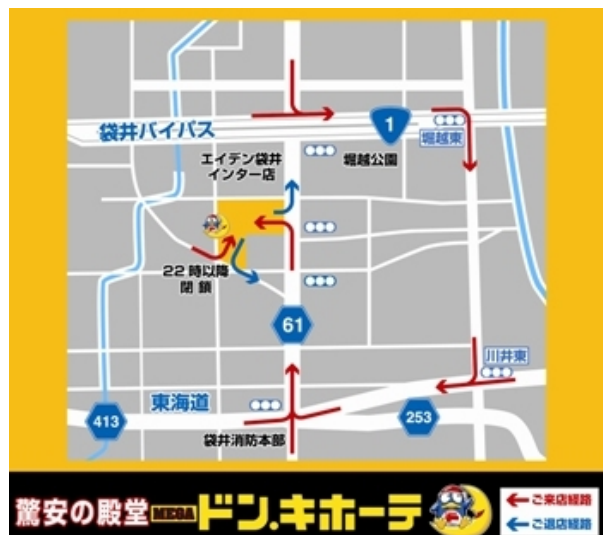 袋井バイパス
1
堀越東
エイデン袋井
インター店
堀越公園
22時以降
閉鎖
61
川井東
東海道
413
253
袋井消防本部
驚安の殿堂 MEGA ドン.キホーテ
ご来店経路
ご退店経路